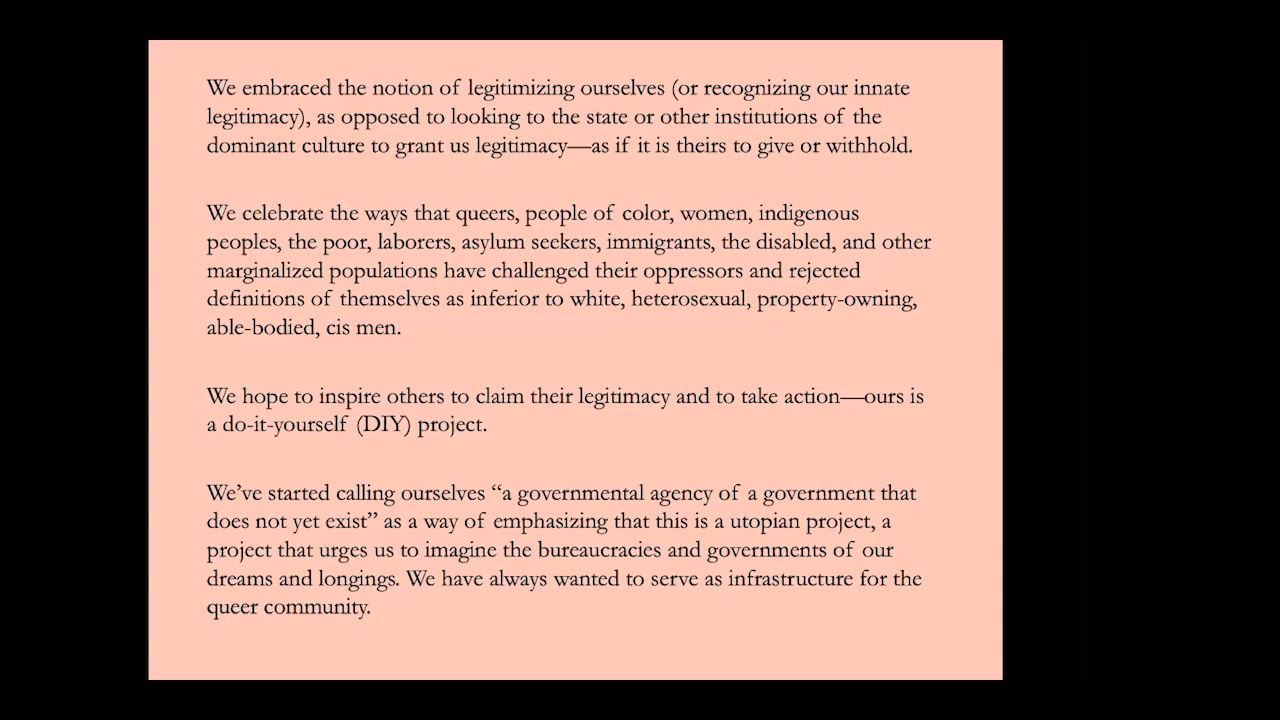 We embraced the notion of legitimizing ourselves (or recognizing our innate
legitimacy), as opposed to looking to the state or other institutions of the
dominant culture to grant us legitimacy—as if it is theirs to give or withhold.
We celebrate the ways that queers, people of color, women, indigenous
peoples, the poor, laborers, asylum seekers, immigrants, the disabled, and other
marginalized populations have challenged their oppressors and rejected
definitions of themselves as inferior to white, heterosexual, property-owning,
able-bodied, cis men.
We hope to inspire others to claim their legitimacy and to take action—ours is
a do-it-yourself (DIY) project.
We’ve started calling ourselves “a governmental agency of a government that
does not yet exist” as a way of emphasizing that this is a utopian project, a
project that urges us to imagine the bureaucracies and governments of our
dreams and longings. We have always wanted to serve as infrastructure for the
queer community.